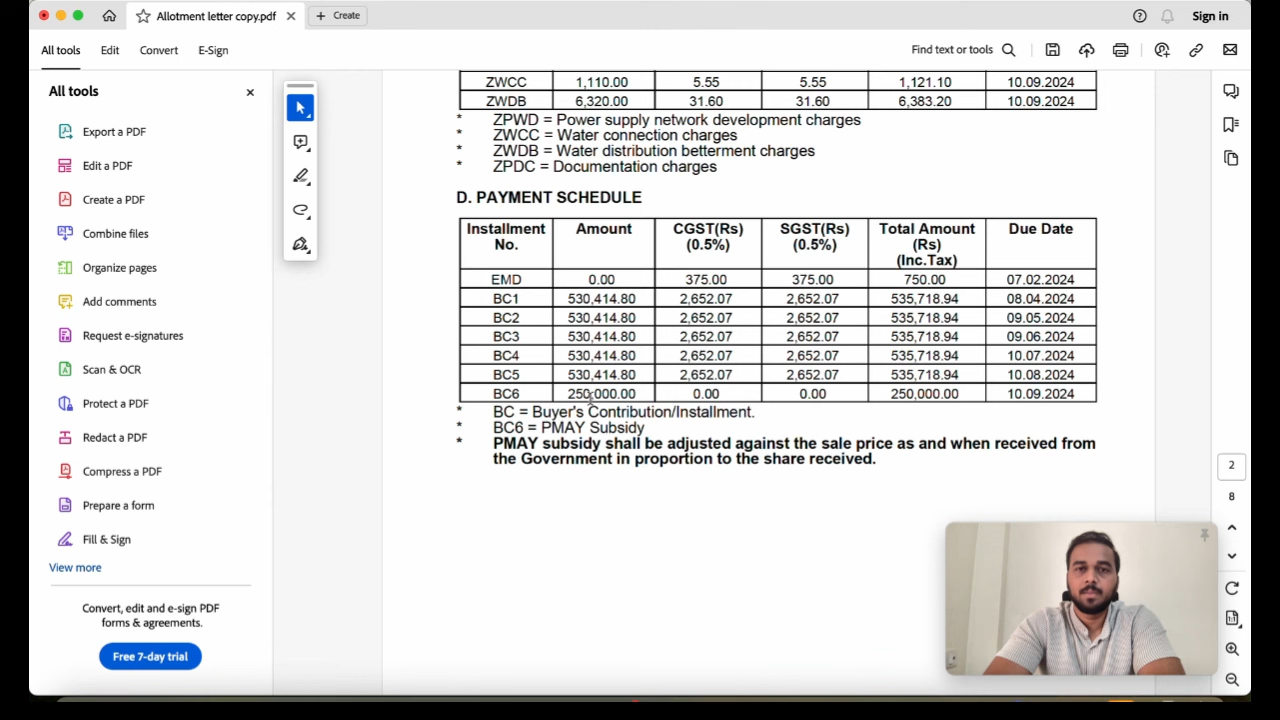 Allotment letter copy.pdf
Create
Sign in
All tools Edit Convert E-Sign Find text or tools
All tools
Export a PDF
Edit a PDF
Create a PDF
Combine files
Organize pages
Add comments
Request e-signatures
Scan & OCR
Protect a PDF
Redact a PDF
Compress a PDF
Prepare a form
Fill & Sign
View more
Convert, edit and e-sign PDF
forms & agreements.
Free 7-day trial
ZWCC 1,110.00 5.55 5.55 1,121.10 10.09.2024
ZWDB 6,320.00 31.60 31.60 6,383.20 10.09.2024
* ZPWD = Power supply network development charges
* ZWCC = Water connection charges
* ZWDB = Water distribution betterment charges
* ZPDC = Documentation charges
D. PAYMENT SCHEDULE
Installment Amount CGST(Rs) SGST(Rs) Total Amount Due Date
No. (0.5%) (0.5%) (Rs)
(Inc.Tax)
EMD 0.00 375.00 375.00 750.00 07.02.2024
BC1 530,414.80 2,652.07 2,652.07 535,718.94 08.04.2024
BC2 530,414.80 2,652.07 2,652.07 535,718.94 09.05.2024
BC3 530,414.80 2,652.07 2,652.07 535,718.94 09.06.2024
BC4 530,414.80 2,652.07 2,652.07 535,718.94 10.07.2024
BC5 530,414.80 2,652.07 2,652.07 535,718.94 10.08.2024
BC6 250,000.00 0.00 0.00 250,000.00 10.09.2024
* BC = Buyer's Contribution/Installment.
* BC6 = PMAY Subsidy
* PMAY subsidy shall be adjusted against the sale price as and when received from
the Government in proportion to the share received.
2
8